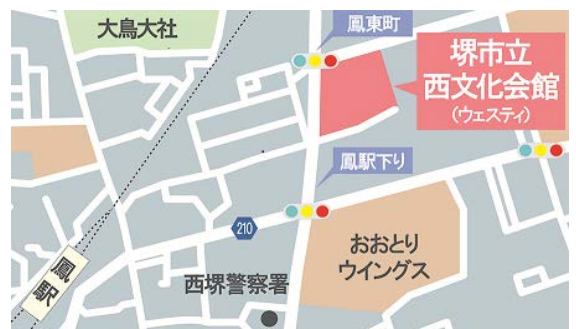 大鳥大社
鳳東町
堺市立
西文化会館
(ウェスティ)
鳳駅下り
210
おおとり
ウイングス
鳳駅
西堺警察署